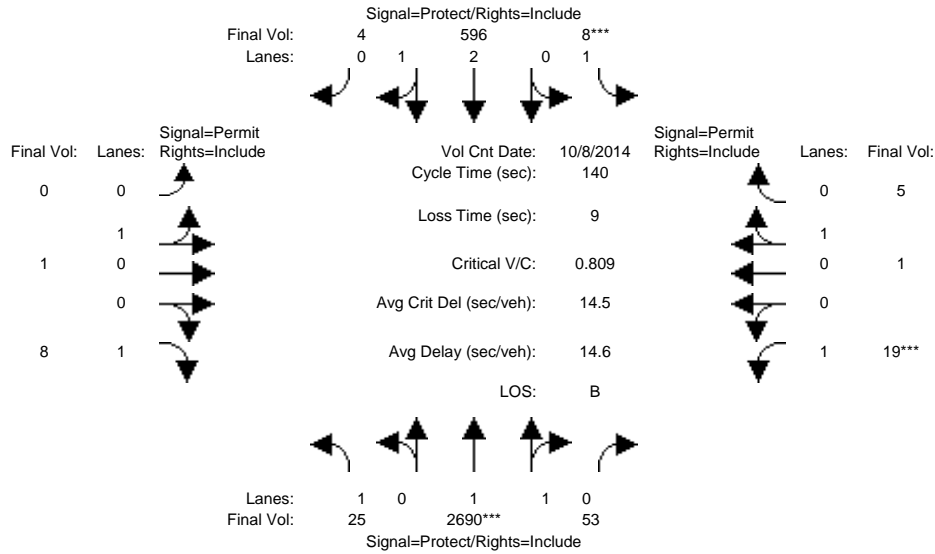 Signal=Protect/Rights=Include
Final Vol: 4 596 8***
Lanes: 0 1 2 0 1
Signal=Permit Signal=Permit
Final Vol: Lanes: Rights=Include Vol Cnt Date: 10/8/2014 Rights=Include Lanes: Final Vol:
Cycle Time (sec): 140
0 0 0 5
Loss Time (sec): 9
1 1
1 0 Critical V/C: 0.809 0 1
0 Avg Crit Del (sec/veh): 14.5 0
8 1 Avg Delay (sec/veh): 14.6 1 19***
LOS: B
Lanes: 1 0 1 1 0
Final Vol: 25 2690*** 53
Signal=Protect/Rights=Include